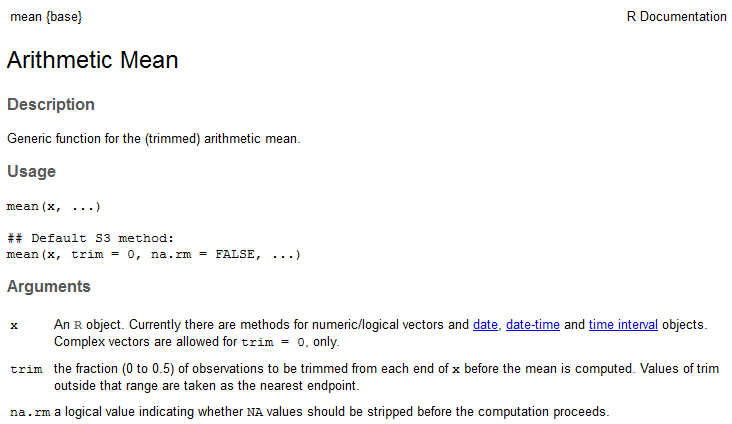 mean {base}
R Documentation
Arithmetic Mean
Description
Generic function for the (trimmed) arithmetic mean.
Usage
mean(x, ...)
## Default S3 method:
mean(x, trim = 0, na.rm = FALSE, ...)
Arguments
x An R object. Currently there are methods for numeric/logical vectors and date, date-time and time interval objects.
Complex vectors are allowed for trim = 0, only.
trim the fraction (0 to 0.5) of observations to be trimmed from each end of x before the mean is computed. Values of trim
outside that range are taken as the nearest endpoint.
na.rm a logical value indicating whether NA values should be stripped before the computation proceeds.